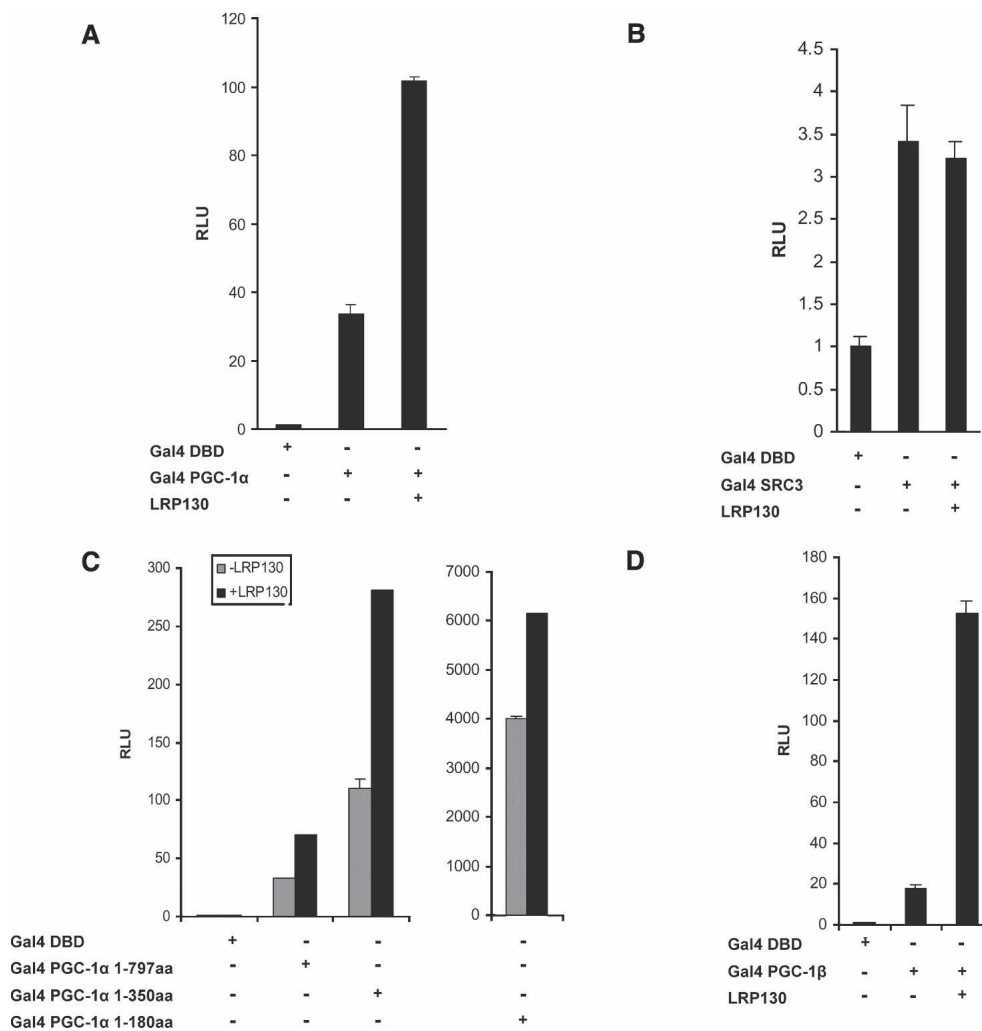 A
120
100
80
60
40
20
0
RLU
Gal4 DBD + - -
Gal4 PGC-1α - + +
LRP130 - - +
B
4.5
4
3.5
3
2.5
2
1.5
1
0.5
0
RLU
Gal4 DBD + - -
Gal4 SRC3 - + +
LRP130 - - +
C
-LRP130
+LRP130
300
250
200
150
100
50
0
RLU
7000
6000
5000
4000
3000
2000
1000
0
Gal4 DBD + - - -
Gal4 PGC-1α 1-797aa - + - -
Gal4 PGC-1α 1-350aa - - + -
Gal4 PGC-1α 1-180aa - - - +
D
180
160
140
120
100
80
60
40
20
0
RLU
Gal4 DBD + - -
Gal4 PGC-1β - + +
LRP130 - - +